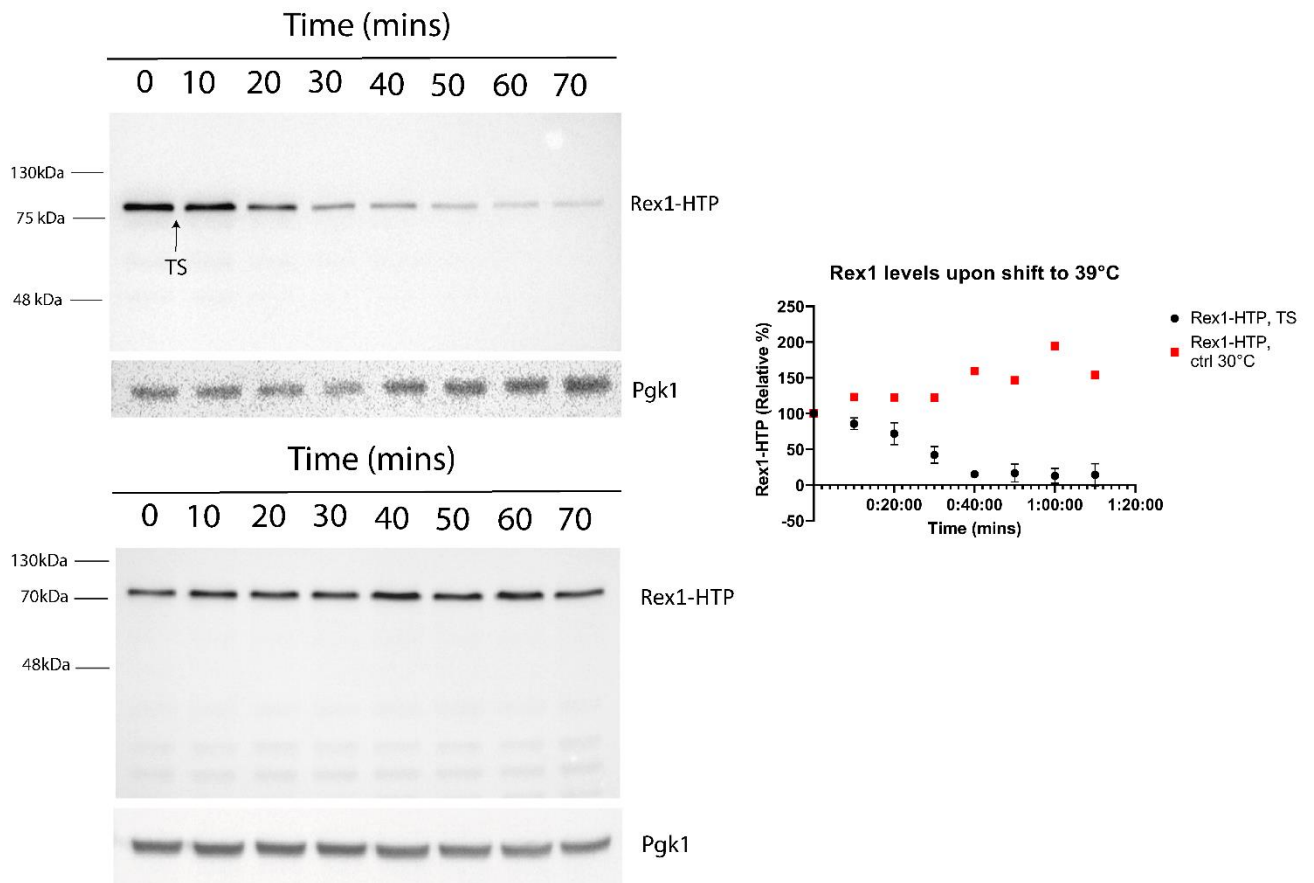 Time (mins)
0 10 20 30 40 50 60 70
130kDa
75 kDa
48 kDa
TS
Rex1-HTP
Pgk1
Time (mins)
0 10 20 30 40 50 60 70
130kDa
70kDa
48kDa
Rex1-HTP
Pgk1
Rex1 levels upon shift to 39°C
Rex1-HTP (Relative %)
250
200
150
100
50
0
-50
0:20:00 0:40:00 1:00:00 1:20:00
Time (mins)
Rex1-HTP, TS
Rex1-HTP,
ctrl 30°C